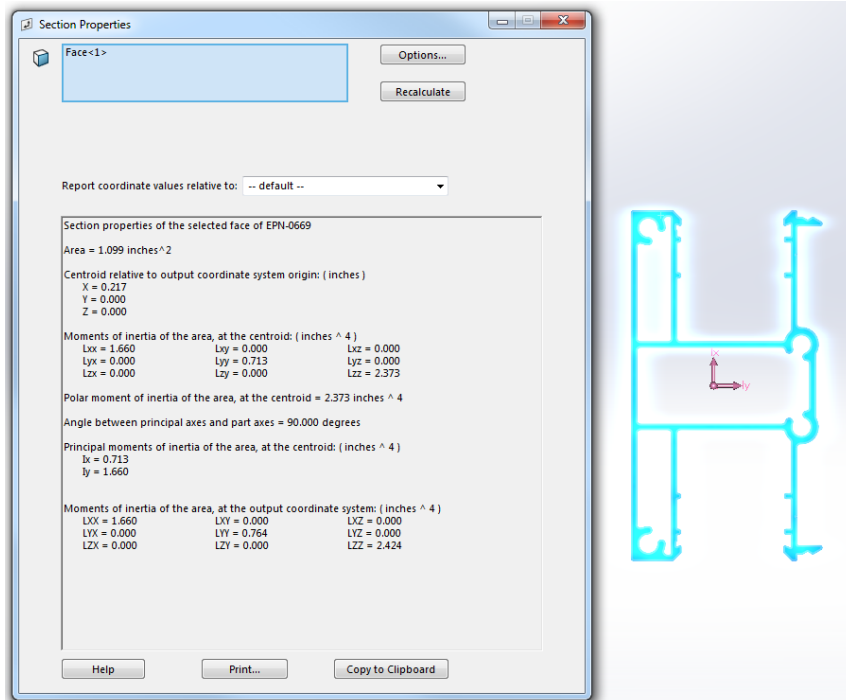 Section Properties
Face<1>
Options...
Recalculate
Report coordinate values relative to: -- default --
Section properties of the selected face of EPN-0669
Area = 1.099 inches^2
Centroid relative to output coordinate system origin: ( inches )
X = 0.217
Y = 0.000
Z = 0.000
Moments of inertia of the area, at the centroid: ( inches ^ 4 )
Lxx = 1.660 Lxy = 0.000 Lxz = 0.000
Lyx = 0.000 Lyy = 0.713 Lyz = 0.000
Lzx = 0.000 Lzy = 0.000 Lzz = 2.373
Polar moment of inertia of the area, at the centroid = 2.373 inches ^ 4
Angle between principal axes and part axes = 90.000 degrees
Principal moments of inertia of the area, at the centroid: ( inches ^ 4 )
Ix = 0.713
Iy = 1.660
Moments of inertia of the area, at the output coordinate system: ( inches ^ 4 )
LXX = 1.660 LXY = 0.000 LXZ = 0.000
LYX = 0.000 LYY = 0.764 LYZ = 0.000
LZX = 0.000 LZY = 0.000 LZZ = 2.424
Help Print... Copy to Clipboard
Ix
Iy